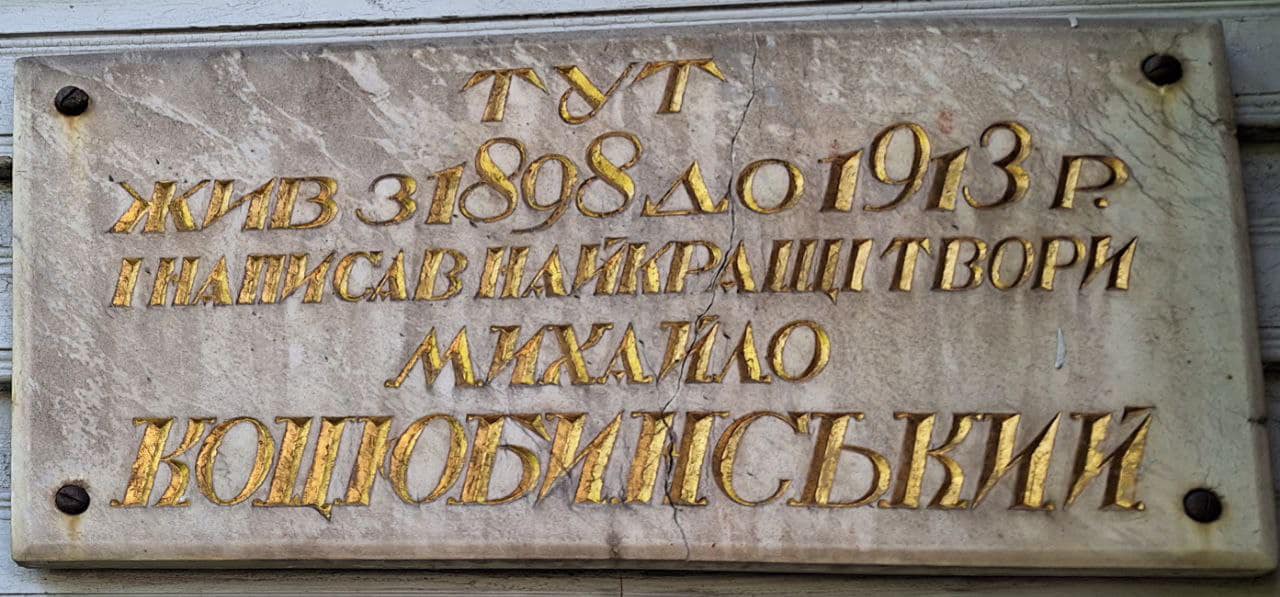 ТУТ
ЖИВ З 1898 ДО 1913 Р.
І НАПИСАВ НАЙКРАЩІ ТВОРИ
МИХАЙЛО
КОЦЮБИНСЬКИЙ